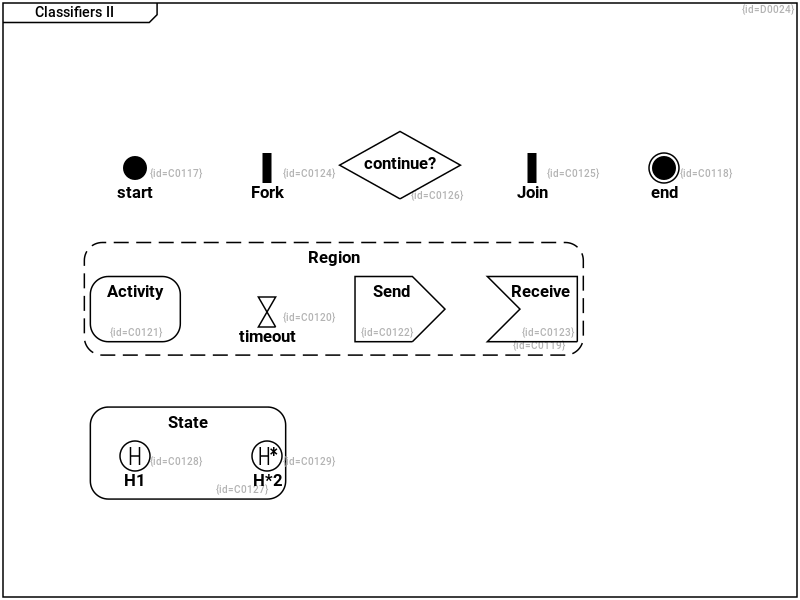 Classifiers II
{id=D0024}
continue?
{id=C0117}
{id=C0124}
{id=C0125}
{id=C0118}
start
Fork
{id=C0126}
Join
end
Region
Activity
Send
Receive
{id=C0120}
{id=C0121}
timeout
{id=C0122}
{id=C0123}
{id=C0119}
State
H
{id=C0128}
H*
{id=C0129}
H1
H*2
{id=C0127}